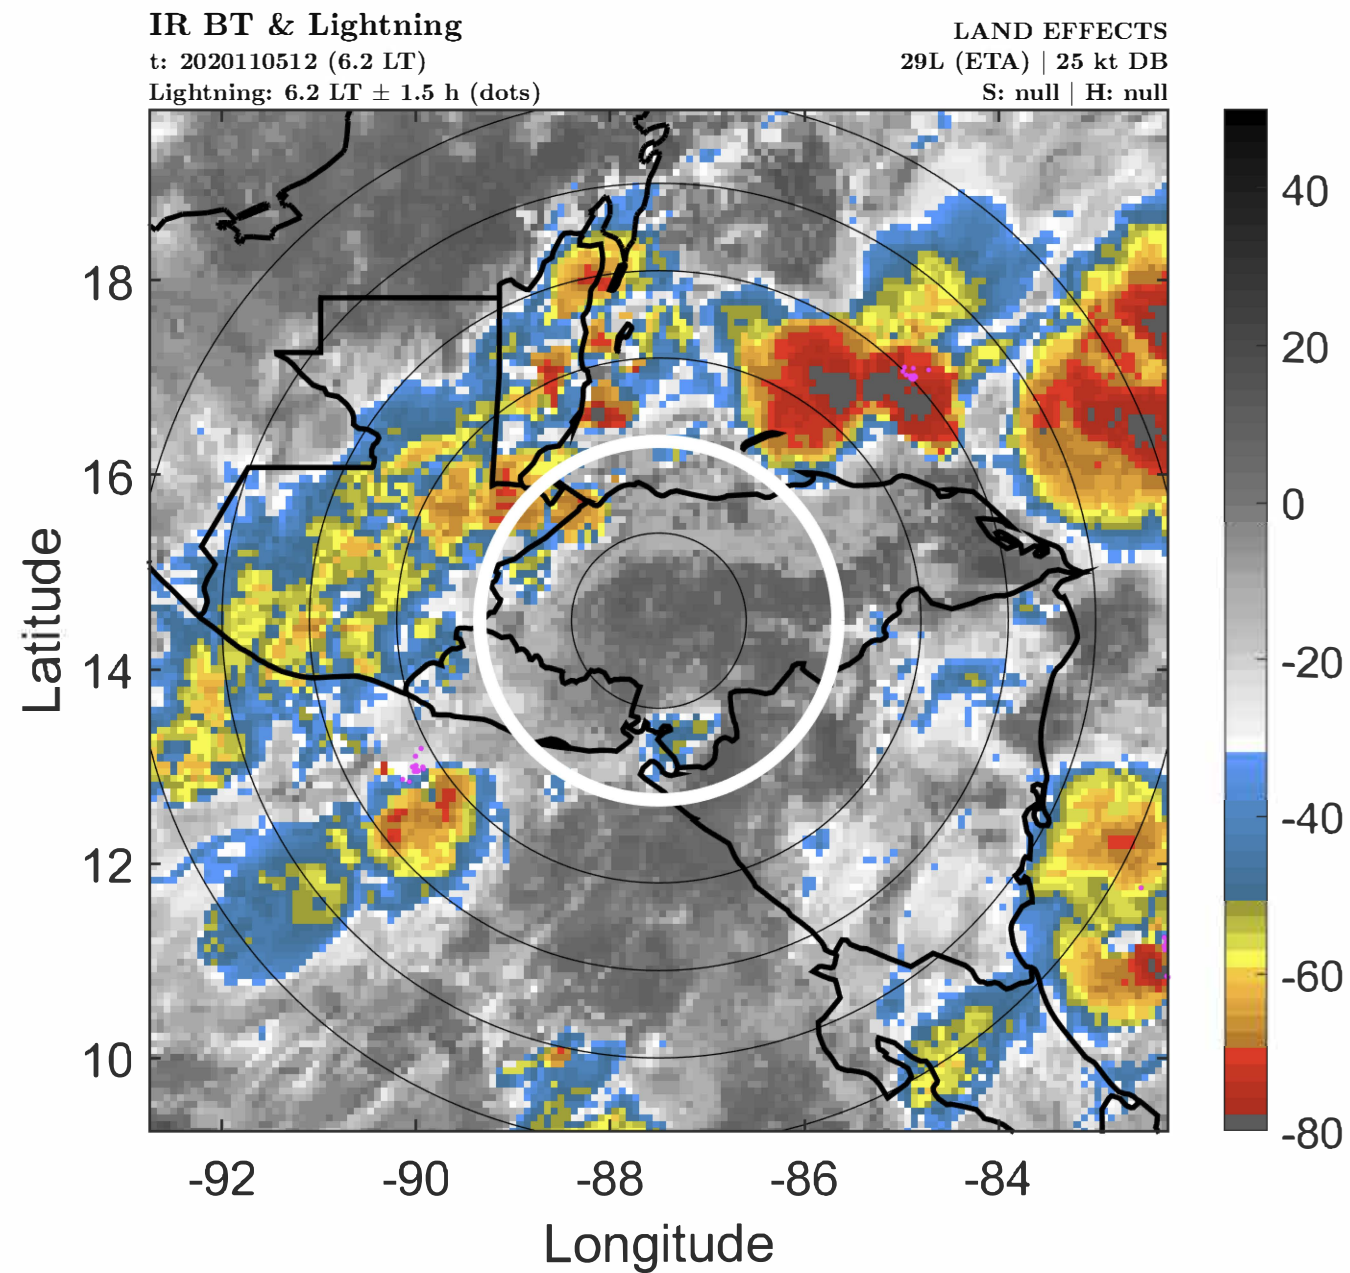 IR BT & Lightning
t: 2020110512 (6.2 LT)
Lightning: 6.2 LT ± 1.5 h (dots)
LAND EFFECTS
29L (ETA) | 25 kt DB
S: null | H: null
18
16
14
12
10
Latitude
-92
-90
-88
-86
-84
Longitude
40
20
0
-20
-40
-60
-80